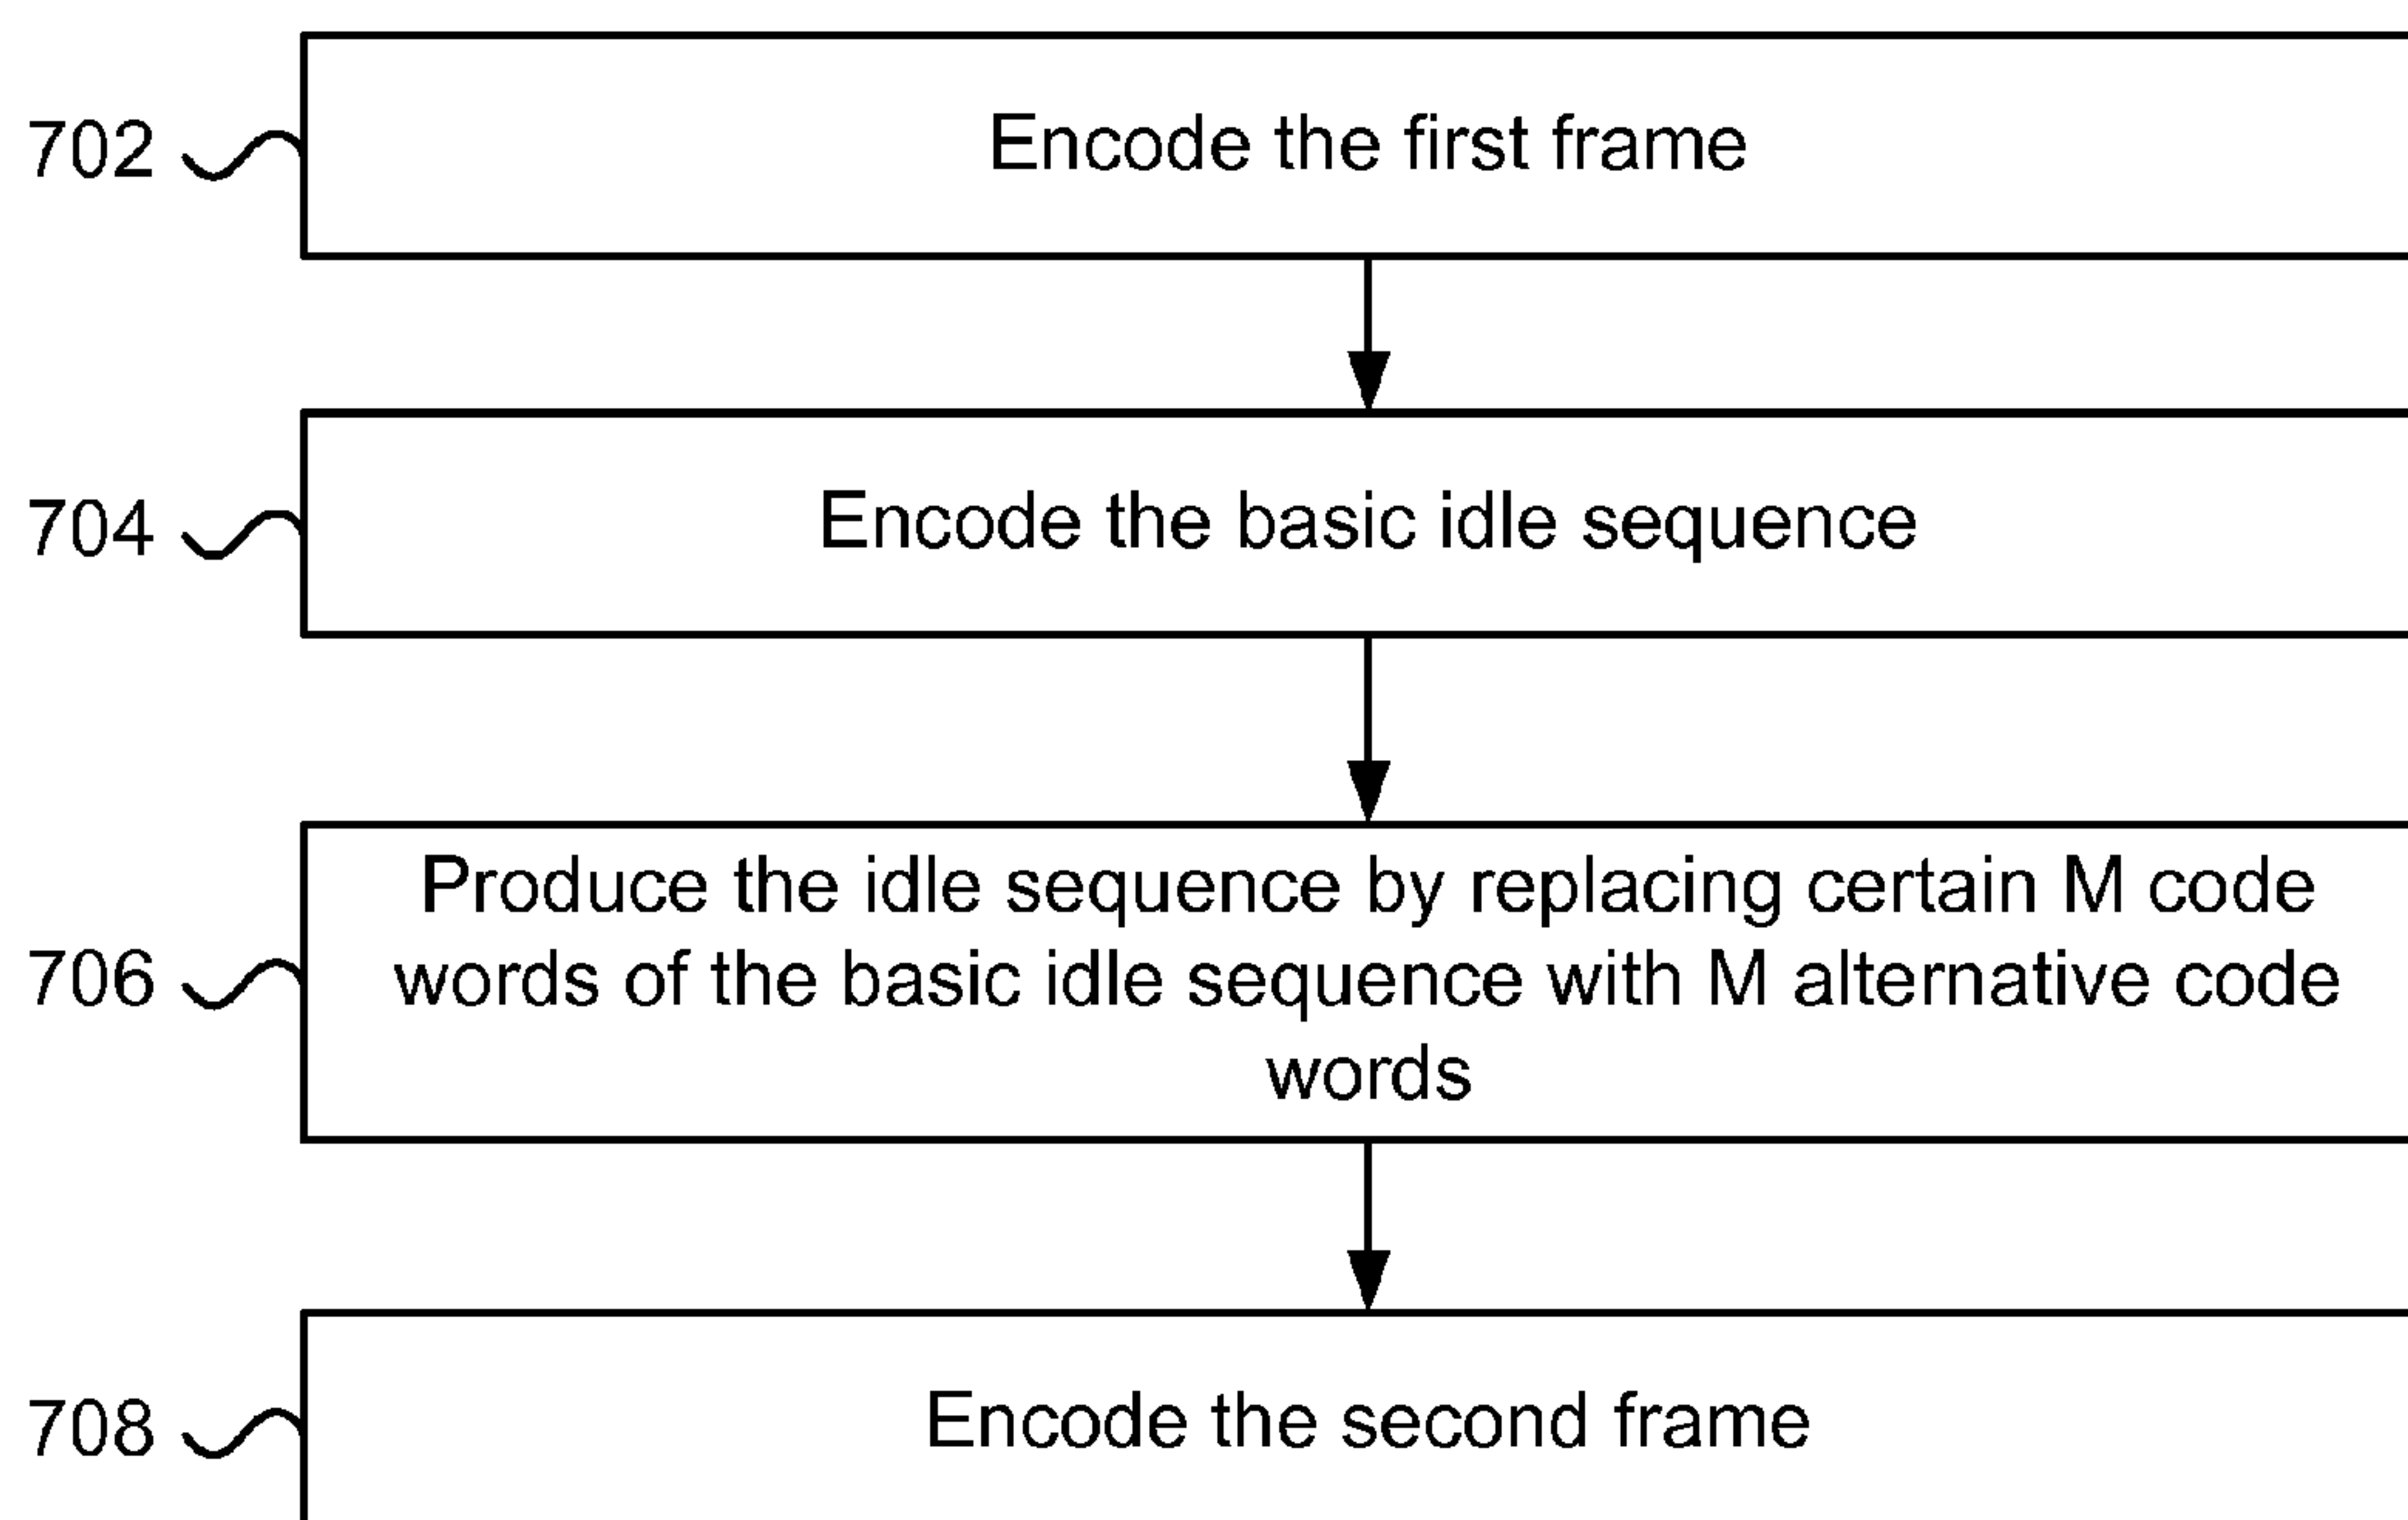 702 Encode the first frame
704 Encode the basic idle sequence
Produce the idle sequence by replacing certain M code
706 words of the basic idle sequence with M alternative code
words
708 Encode the second frame